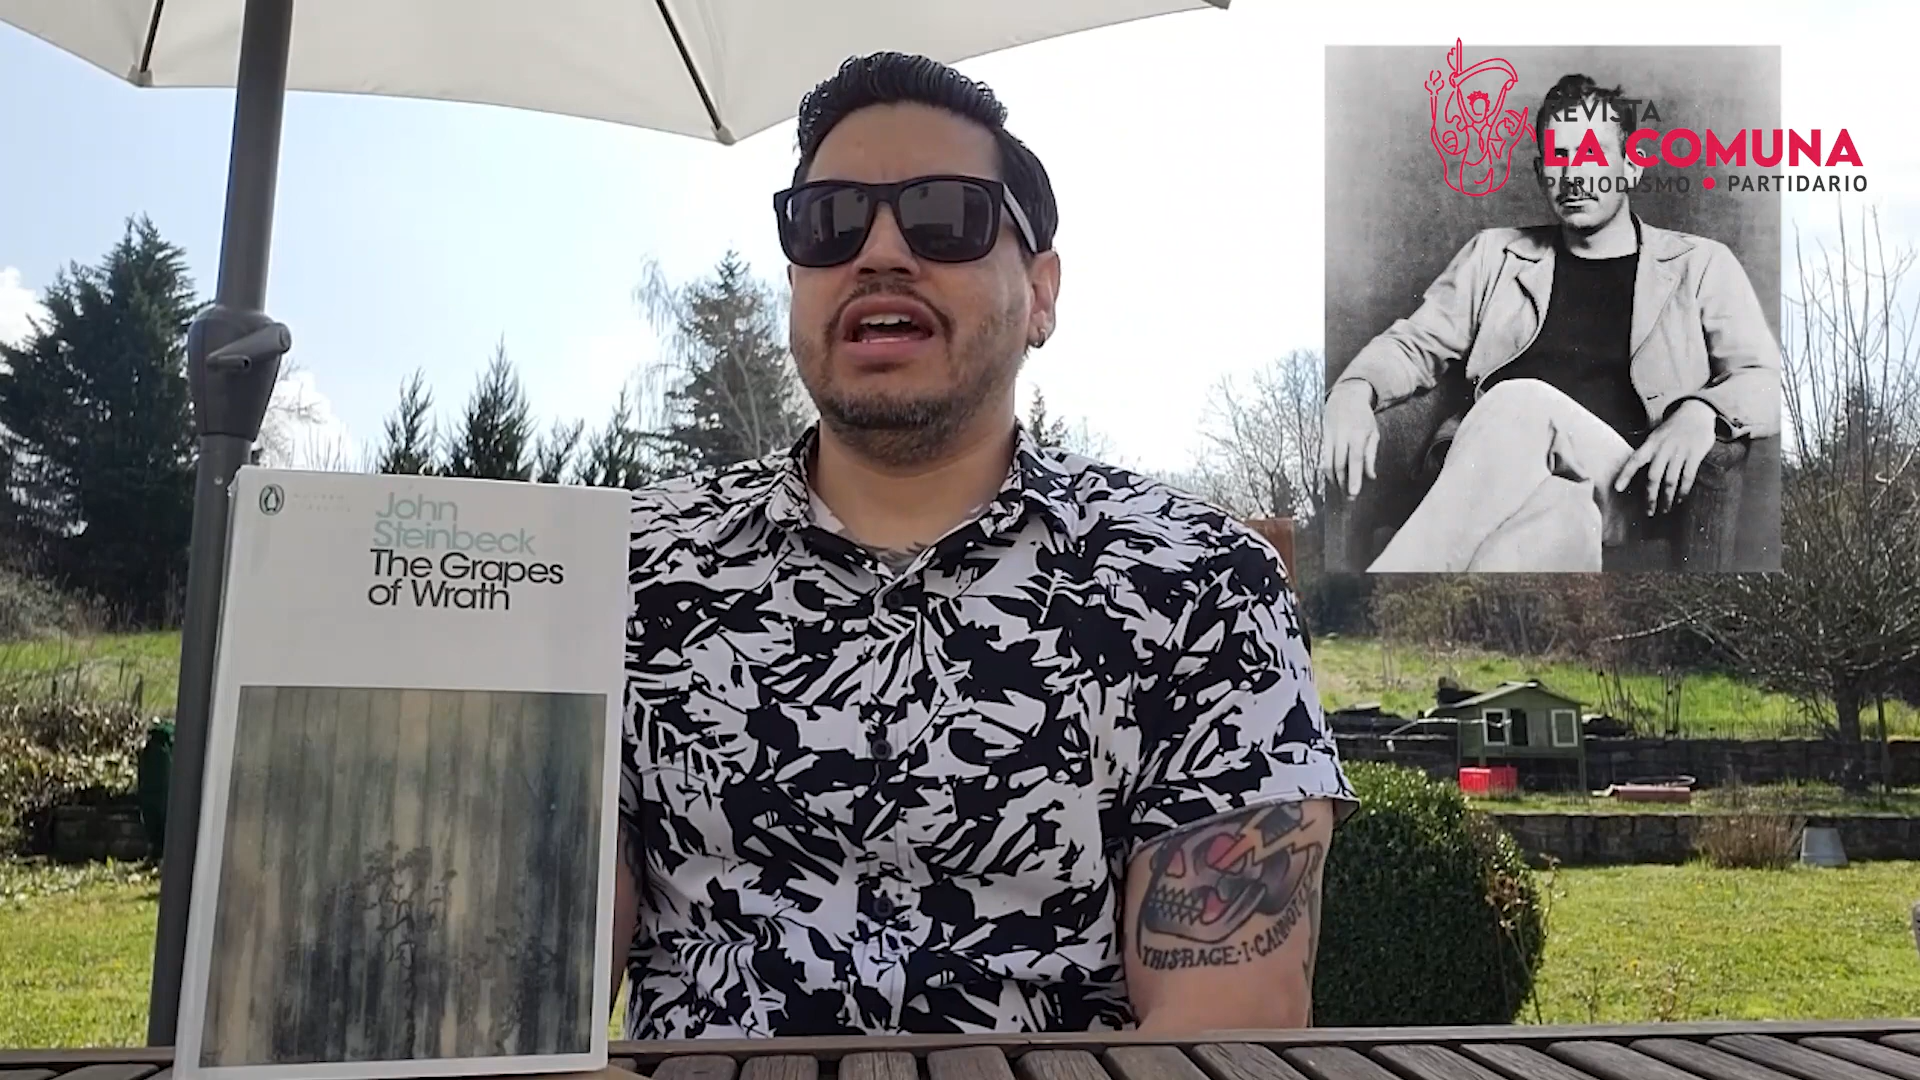 John
Steinbeck
The Grapes
of Wrath
REVISTA
LA COMUNA
PERIODISMO • PARTIDARIO
THIS·RAGE·I·CANNOT